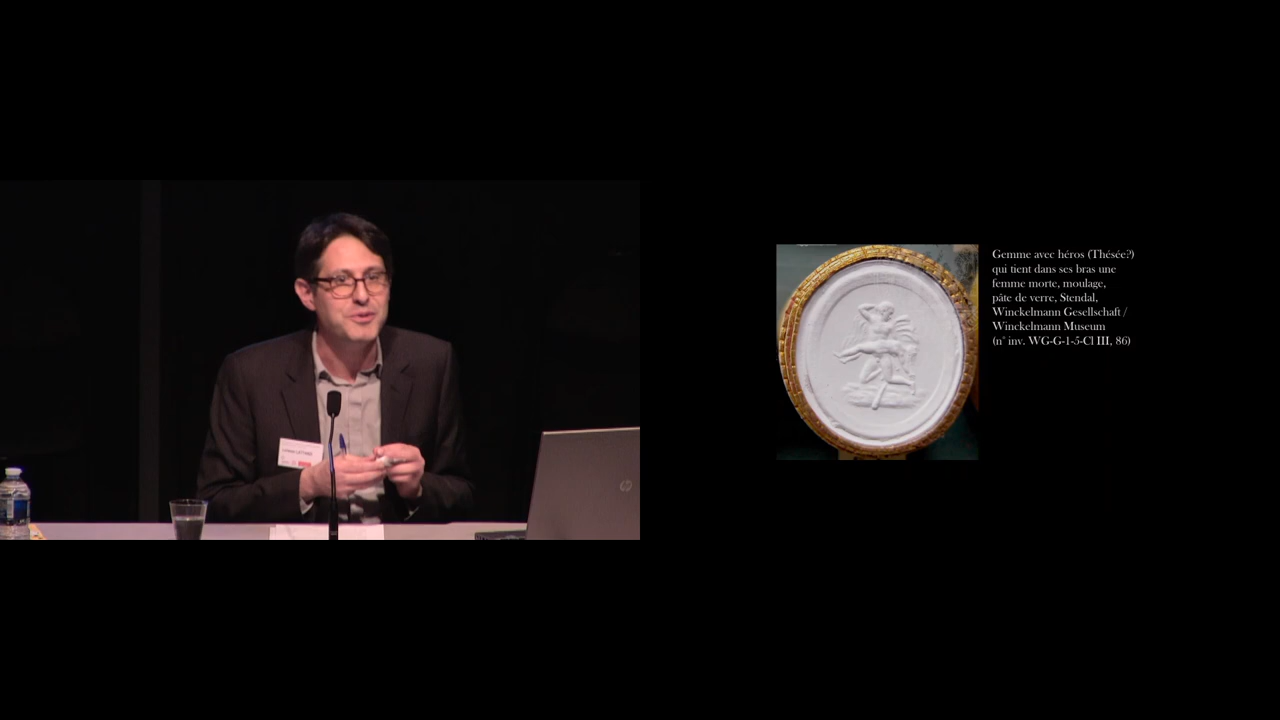 Gemme avec héros (Thésée?)
qui tient dans ses bras une
femme morte, moulage,
pâte de verre, Stendal,
Winckelmann Gesellschaft /
Winckelmann Museum
(n° inv. WG-G-1-5-Cl III, 86)
hp